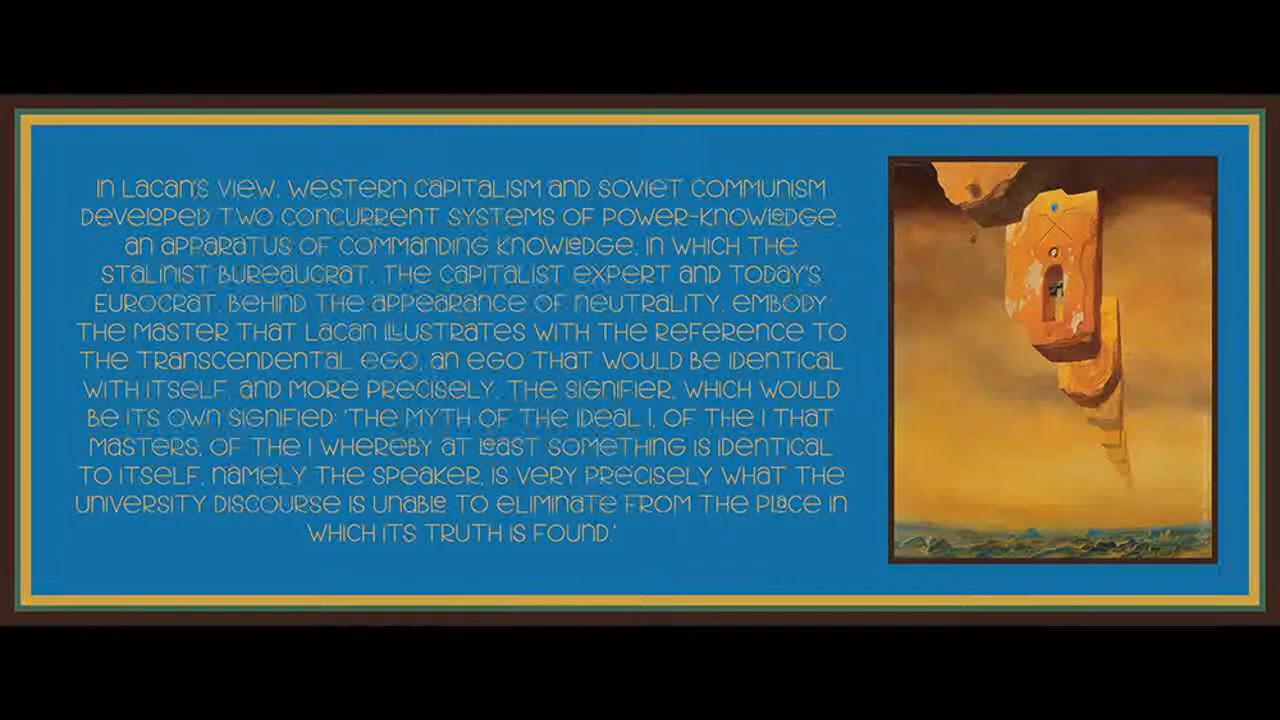 In Lacan's view, Western capitalism and Soviet communism
developed two concurrent systems of power-knowledge,
an apparatus of commanding knowledge, in which the
Stalinist bureaucrat, the capitalist expert and today's
Eurocrat, behind the appearance of neutrality, embody
the master that Lacan illustrates with the reference to
the transcendental ego, an ego that would be identical
with itself, and more precisely, the signifier, which would
be its own signified: 'The myth of the ideal I, of the I that
masters, of the I whereby at least something is identical
to itself, namely the speaker, is very precisely what the
university discourse is unable to eliminate from the place in
which its truth is found.'